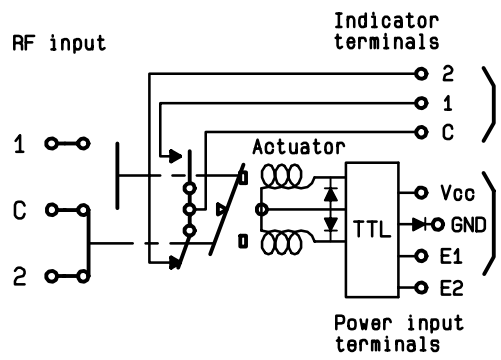 Indicator
terminals
RF input
2
1
C
1
Actuator
C
2
TTL
Vcc
GND
E1
E2
Power input
terminals